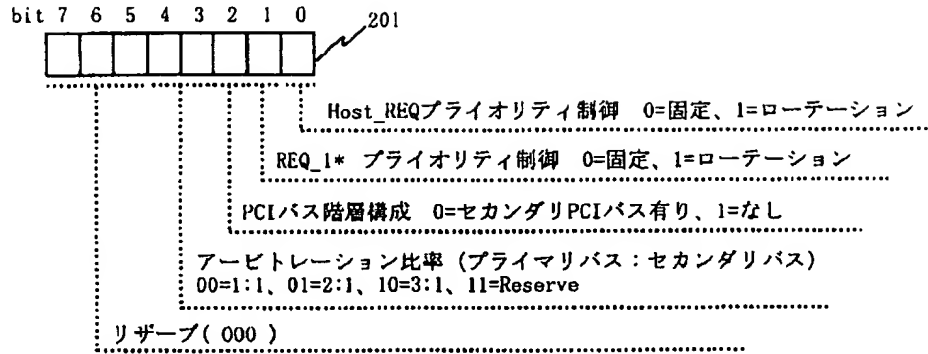 bit 7 6 5 4 3 2 1 0
201
Host_REQプライオリティ制御 0=固定、1=ローテーション
REQ_1* プライオリティ制御 0=固定、1=ローテーション
PCIバス階層構成 0=セカンダリPCIバス有り、1=なし
アービトレーション比率 (プライマリバス:セカンダリバス)
00=1:1、01=2:1、10=3:1、11=Reserve
リザーブ( 000 )